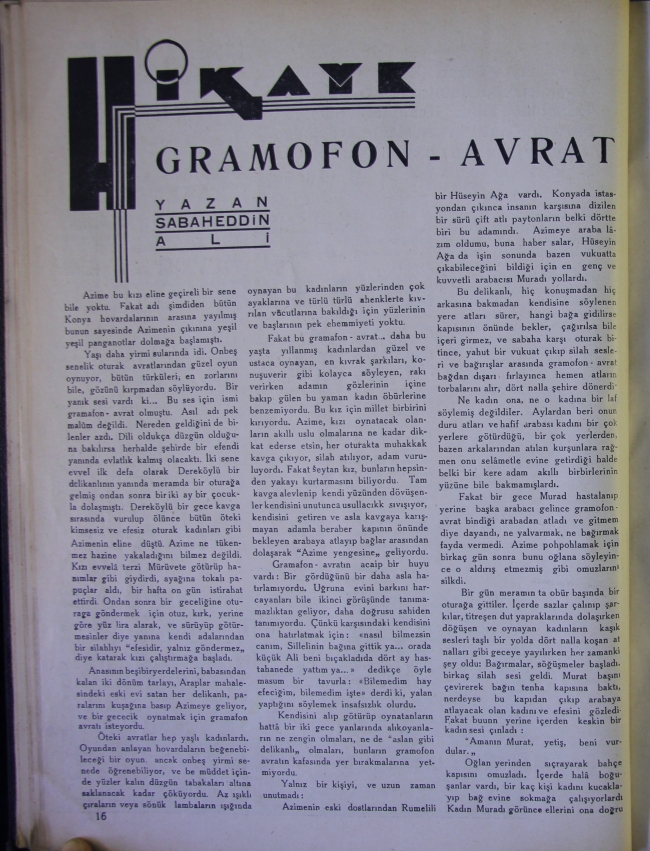 HİKAYE
GRAMOFON - AVRAT
YAZAN
SABAHEDDİN
ALİ
Azime bu kızı eline geçireli bir sene
bile yoktu. Fakat adı şimdiden bütün
Konya hovardalarının arasına yayılmış
bunun sayesinde Azimenin çıkınına yeşil
yeşil panganotlar dolmağa başlamıştı.
Yaşı daha yirmi sularında idi. Onbeş
senelik oturak avratlarından güzel oyun
oynuyor, bütün türküleri; en zorlarını
bile, gözünü kırpmadan söylüyordu. Bir
yanık sesi vardı ki... Bu ses için ismi
gramafon - avrat olmuştu. Asıl adı pek
malûm değildi. Nereden geldiğini de bi-
lenler azdı. Dili oldukça düzgün olduğu-
na bakılırsa herhalde şehirde bir efendi
yanında evlatlık kalmış olacaktı. İki sene
evvel ilk defa olarak Dereköylü bir
delikanlının yanında meramda bir oturağa
gelmiş ondan sonra bir iki ay bir çocuk-
la dolaşmıştı. Dereköylü bir gece kavga
sırasında vurulup ölünce bütün öteki
kimsesiz ve efesiz oturak kadınları gibi
Azimenin eline düştü. Azime ne tüken-
mez hazine yakaladığını bilmez değildi.
Kızı evvelâ terzi Mürüvete götürüp ha-
nımlar gibi giydirdi, ayağına tokalı pa-
puçlar aldı, bir hafta on gün istirahat
ettirdi. Ondan sonra bir geceliğine otu-
rağa göndermek için otuz, kırk, yerine
göre yüz lira alarak, ve sürüyüp götür-
mesinler diye yanına kendi adalarından
bir silahlıyı "efesidir, yalnız göndermez„
diye katarak kızı çalıştırmağa başladı.
Anasının beşibiryerdelerini, babasından
kalan iki dönüm tarlayı, Araplar mahale-
sindeki eski evi satan her delikanlı, pa-
ralarını kuşağına basıp Azimeye geliyor,
ve bir gececik oynatmak için gramafon
avratı isteyordu.
Öteki avratlar hep yaşlı kadınlardı.
Oyundan anlayan hovardaların beğenebi-
leceği bir oyun ancak onbeş yirmi se-
nede öğrenebiliyor, ve bu müddet için-
de yüzler kalın düzgün tabakaları altına
saklanacak kadar çöküyordu. Az ışıklı
çıraların veya sönük lambaların ışığında
16
oynayan bu kadınların yüzlerinden çok
ayaklarına ve türlü türlü ahenklerte kıv-
rılan vücutlarına bakıldığı için yüzlerinin
ve başlarının pek ehemmiyeti yoktu.
Fakat bu gramafon - avrat... daha bu
yaşta yıllanmış kadınlardan güzel ve
ustaca oynayan, en kıvrak şarkıları, ko-
nuşuverir gibi kolayca söyleyen, rakı
verirken adamın gözlerinin içine
bakıp gülen bu yaman kadın öbürlerine
benzemiyordu. Bu kız için millet birbirini
kırıyordu. Azime, kızı oynatacak olan-
ların akıllı uslu olmalarına ne kadar dik-
kat ederse etsin, her oturakta muhakkak
kavga çıkıyor, silah atılıyor, adam vuru-
luyordı. Fakat şeytan kız, bunların hepsin-
den yakayı kurtarmasını biliyordu. Tam
kavga alevlenip kendi yüzünden dövüşen-
ler kendisini unutunca usullacıkk sıvışıyor,
kendisini getiren ve asla kavgaya karış-
mayan adamla beraber kapının önünde
bekleyen arabaya atlayıp bağlar arasından
dolaşarak "Azime yengesine„ geliyordu.
Gramafon - avratın acaip bir huyu
vardı: Bir gördüğünü bir daha asla ha-
tırlamıyordu. Uğruna evini barkını har-
cayanları bile ikinci görüşünde tanıma-
mazlıktan geliyor, daha doğrusu sahiden
tanımıyordu. Çünkü karşısındaki kendisini
ona hatırlatmak için: «nasıl bilmezsin
canım, Sillelinin bağına gittik ya... orada
küçük Ali beni bıçakladıda dört ay has-
tahanede yattım ya...» dedikçe öyle
masum bir tavurla: «Bilemedim hay
efeciğim, bilemedim işte» derdi ki, yalan
yaptığını söylemek insafsızlık olurdu.
Kendisini alıp götürüp oynatanların
hattâ bir iki gece yanlarında alıkoyanla-
rın ne zengin olmaları, ne de "aslan gibi
delikanlı„ olmaları, bunların gramofon
avratın kafasında yer bırakmalarına yet-
miyordu.
Yalnız bir kişiyi, ve uzun zaman
unutmadı:
Azimenin eski dostlarından Rumelili
bir Hüseyin Ağa vardı. Konyada istas-
yondan çıkınca insanın karşısına dizilen
bir sürü çift atlı paytonların belki dörtte
biri bu adamındı. Azimeye araba lâ-
zım oldumu, buna haber salar, Hüseyin
Ağa da işin sonunda bazen vukuatta
çıkabileceğini bildiği için en genç ve
kuvvetli arabacısı Muradı yollardı.
Bu delikanlı, hiç konuşmadan hiç
arkasına bakmadan kendisine söylenen
yere atları sürer, hangi bağa gidilirse
kapısının önünde bekler, çağırılsa bile
içeri girmez, ve sabaha karşı oturak bi-
tince, yahut bir vukuat çıkıp silah sesle-
ri ve bağırışlar arasında gramofon - avrat
bağdan dışarı fırlayınca hemen atların
torbalarını alır, dört nalla şehire dönerdi
Ne kadın ona, ne o kadına bir laf
söylemiş değildiler. Aylardan beri onun
duru atları ve hafif arabası kadını bir çok
yerlere götürdüğü, bir çok yerlerden,
bazen arkalarından atılan kurşunlara rağ-
men onu selâmetle evine getirdiği halde
belki bir kere adam akıllı birbirlerinin
yüzüne bile bakmamışlardı.
Fakat bir gece Murad hastalanıp
yerine başka arabacı gelince gramofon-
avrat bindiği arabadan atladı ve gitmem
diye dayandı, ne yalvarmak, ne bağırmak
fayda vermedi. Azime pohpohlamak için
birkaç gün sonra bunu oğlana söyleyin-
ce o aldırış etmezmiş gibi omuzlarını
silkdi.
Bir gün meramın ta öbür başında bir
oturağa gittiler. İçerde sazlar çalınıp şar-
kılar, titreşen dut yapraklarında dolaşırken
döğüşen ve oynayan kadınların kaşık
sesleri taşlı bir yolda dört nalla koşan at
nalları gibi geceye yayılırken her zamanki
şey oldu: Bağırmalar, söğüşmeler başladı.
birkaç silah sesi geldi. Murat başını
çevirerek bağın tenha kapısına baktı,
nerdeyse bu kapıdan çıkıp arabaya
atlayacak olan kadını ve efesini gözledi
Fakat buunn yerine içerden keskin bir
kadın sesi çınladı:
"Amanın Murat, yetiş, beni vur-
dular.„
Oğlan yerinden sıçrayarak bahçe
kapısını omuzladı. İçerde halâ boğu-
şanlar vardı, bir kaç kişi kadını kucakla-
yıp bağ evine sokmağa çalışıyorlardı
Kadın Muradı görünce ellerini ona doğru